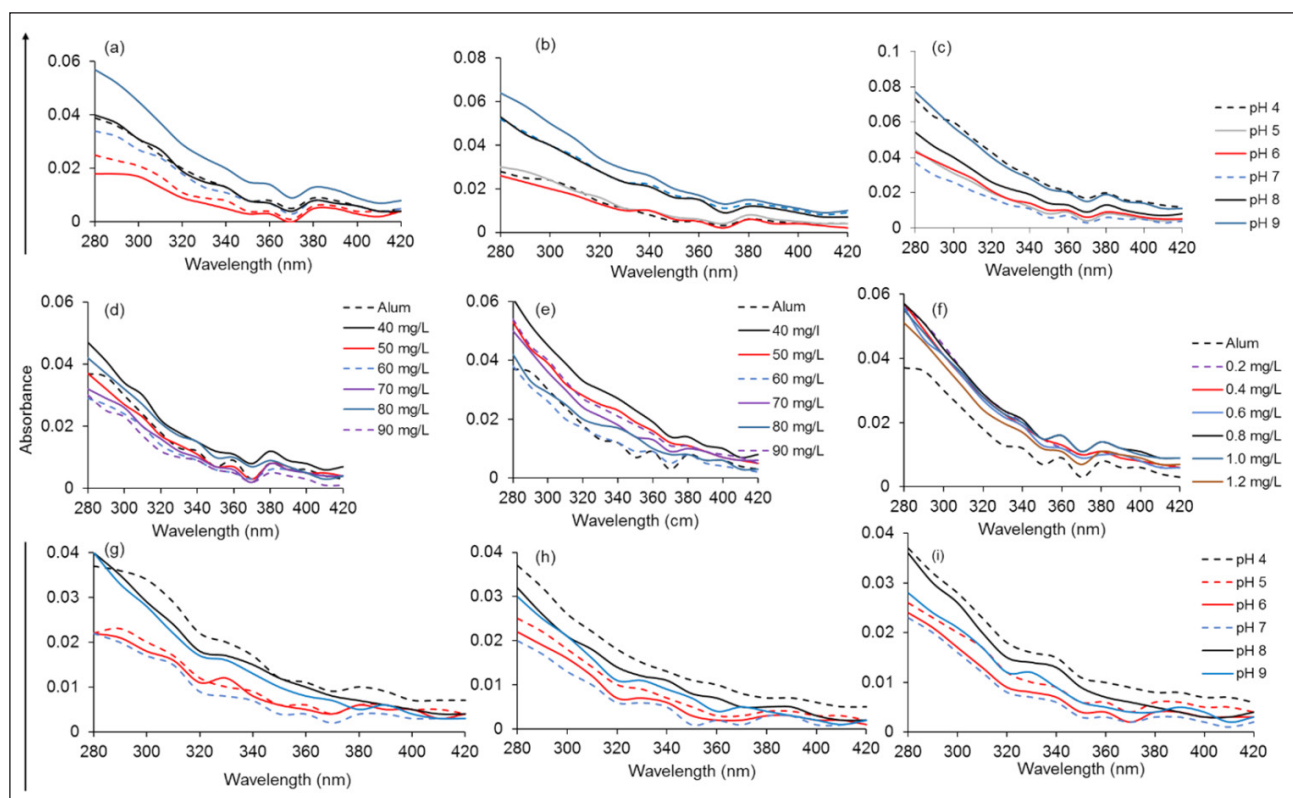 (a)
0.06
0.04
0.02
0
280 300 320 340 360 380 400 420
Wavelength (nm)
(b)
0.08
0.06
0.04
0.02
0
280 300 320 340 360 380 400 420
Wavelength (nm)
(c)
0.1
0.08
0.06
0.04
0.02
0
280 300 320 340 360 380 400 420
Wavelength (nm)
pH 4
pH 5
pH 6
pH 7
pH 8
pH 9
Absorbance
(d)
0.06
0.04
0.02
0
280 300 320 340 360 380 400 420
Wavelength (nm)
Alum
40 mg/L
50 mg/L
60 mg/L
70 mg/L
80 mg/L
90 mg/L
(e)
0.06
0.04
0.02
0
280 300 320 340 360 380 400 420
Wavelength (cm)
Alum
40 mg/l
50 mg/L
60 mg/L
70 mg/L
80 mg/L
90 mg/L
(f)
0.06
0.04
0.02
0
280 300 320 340 360 380 400 420
Wavelength (nm)
Alum
0.2 mg/L
0.4 mg/L
0.6 mg/L
0.8 mg/L
1.0 mg/L
1.2 mg/L
(g)
0.04
0.03
0.02
0.01
0
280 300 320 340 360 380 400 420
Wavelength (nm)
(h)
0.04
0.03
0.02
0.01
0
280 300 320 340 360 380 400 420
Wavelength (nm)
(i)
0.04
0.03
0.02
0.01
0
280 300 320 340 360 380 400 420
Wavelength (nm)
pH 4
pH 5
pH 6
pH 7
pH 8
pH 9